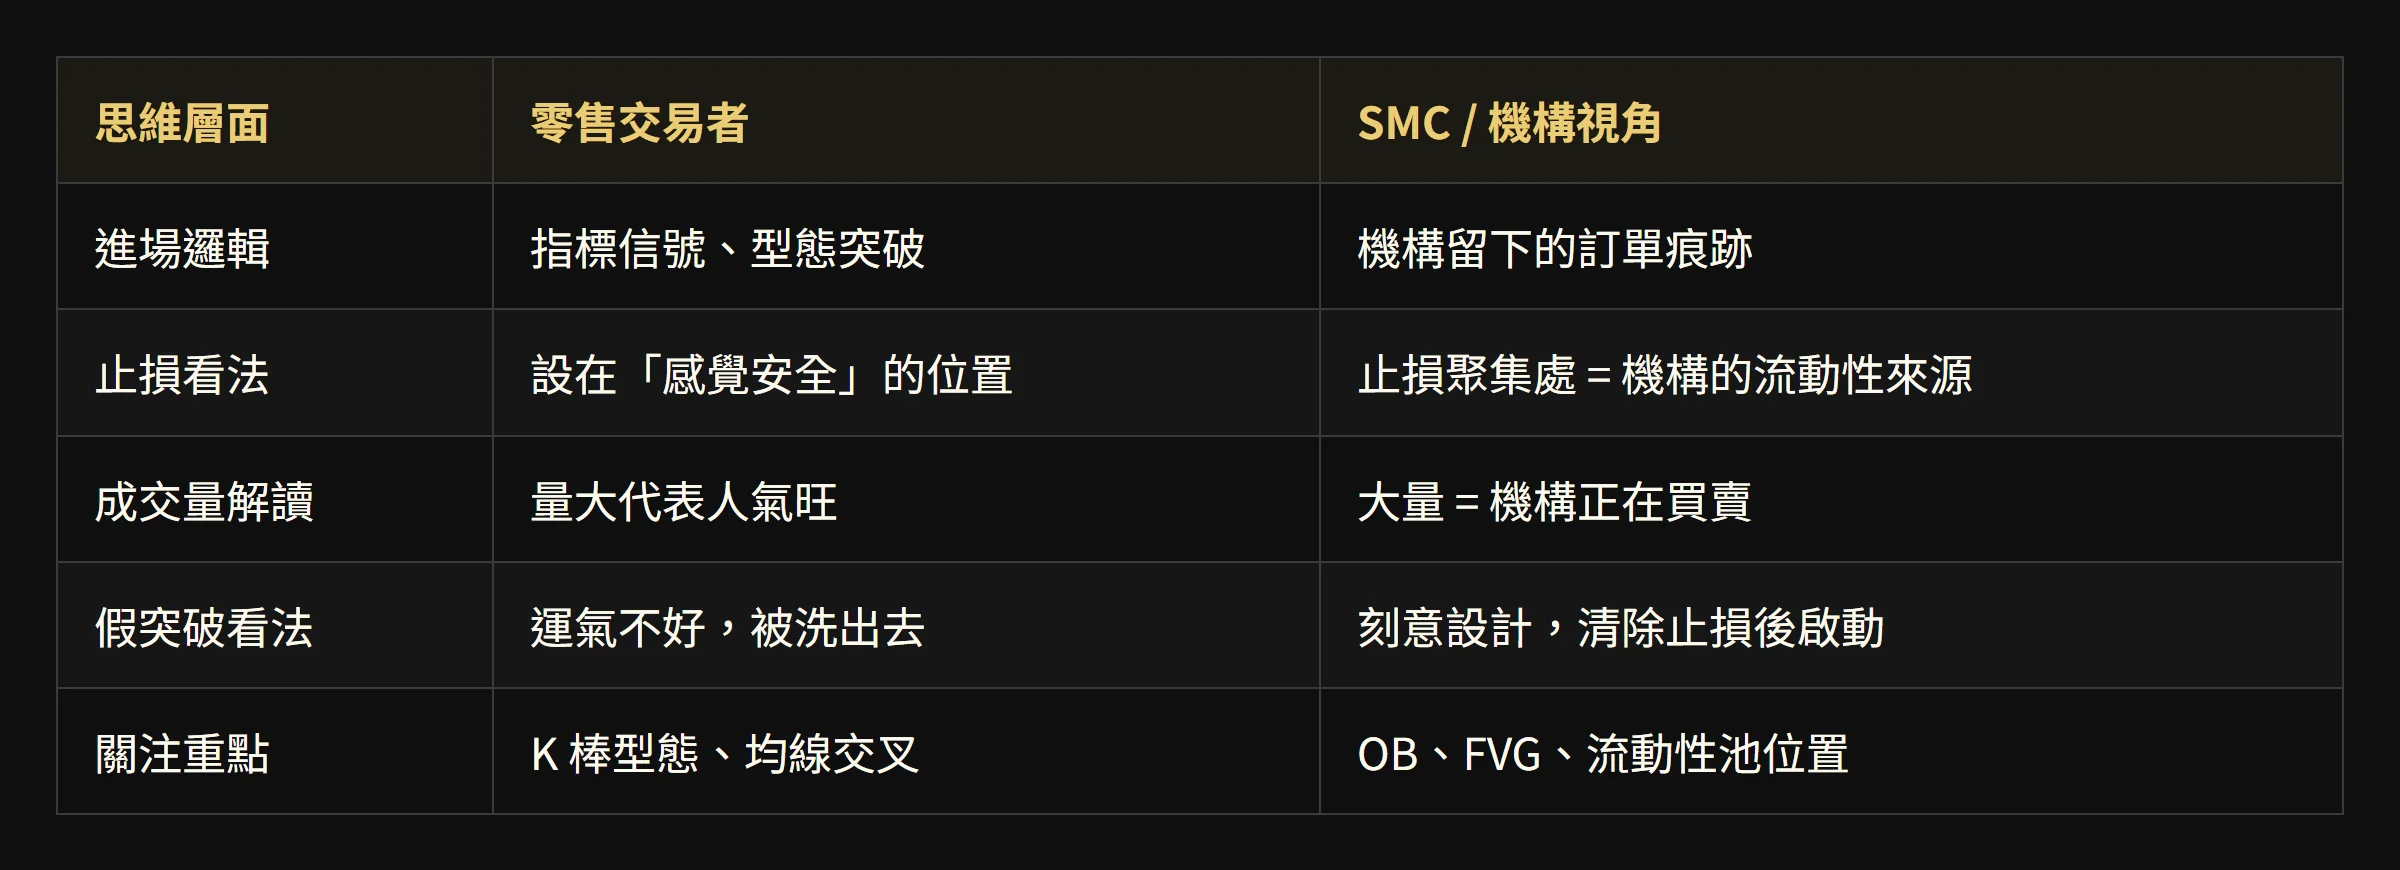 思維層面 零售交易者 SMC / 機構視角
進場邏輯 指標信號、型態突破 機構留下的訂單痕跡
止損看法 設在「感覺安全」的位置 止損聚集處 = 機構的流動性來源
成交量解讀 量大代表人氣旺 大量 = 機構正在買賣
假突破看法 運氣不好，被洗出去 刻意設計，清除止損後啟動
關注重點 K 棒型態、均線交叉 OB、FVG、流動性池位置